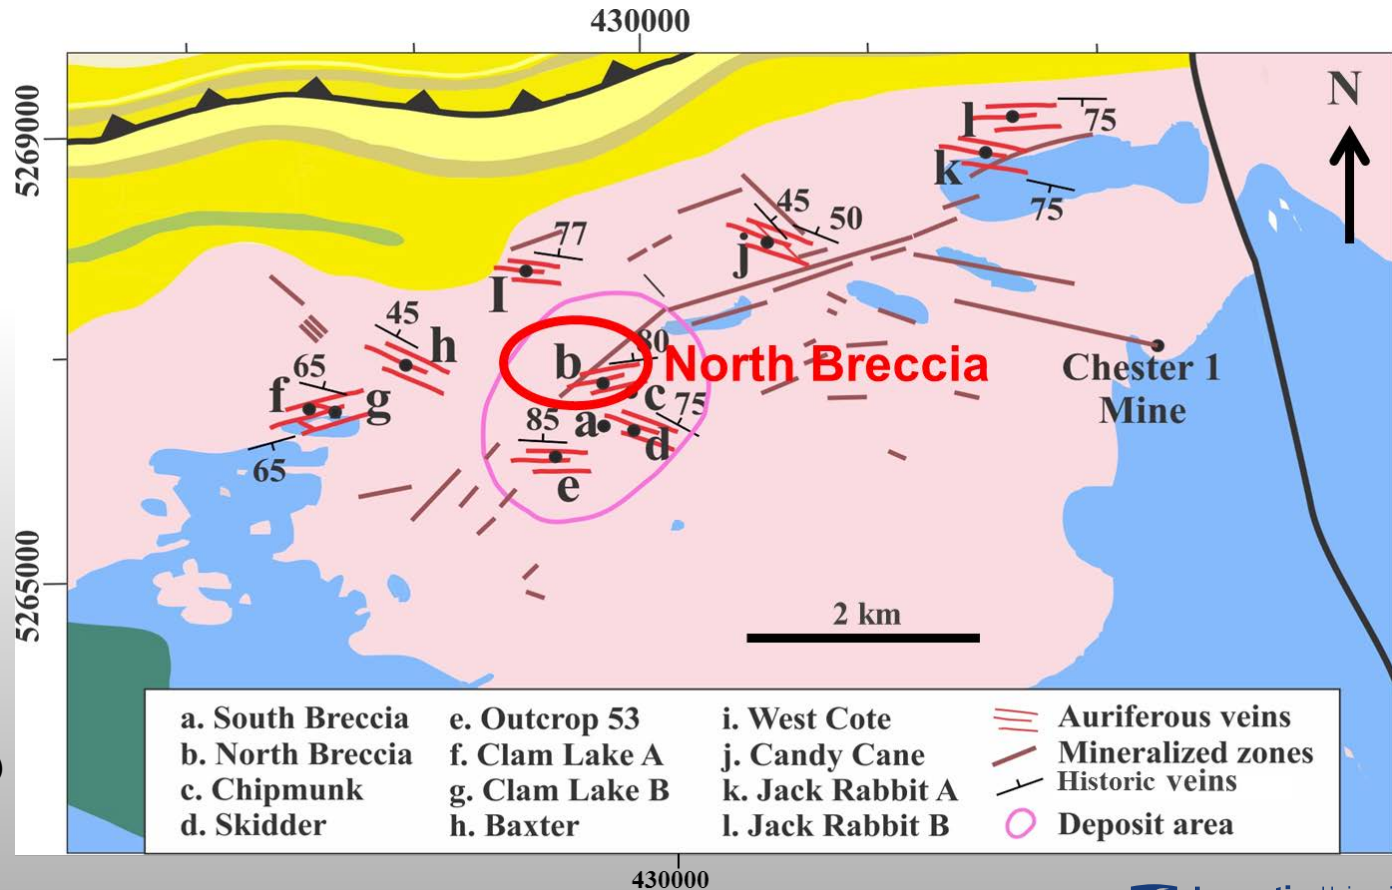 430000
N
5269000
l
75
k
75
45
50
j
77
I
45
h
65
f
g
65
b
80
North Breccia
c
75
a
85
d
e
Chester 1
Mine
5265000
2 km
a. South Breccia
b. North Breccia
c. Chipmunk
d. Skidder
e. Outcrop 53
f. Clam Lake A
g. Clam Lake B
h. Baxter
i. West Cote
j. Candy Cane
k. Jack Rabbit A
l. Jack Rabbit B
Auriferous veins
Mineralized zones
Historic veins
Deposit area
430000